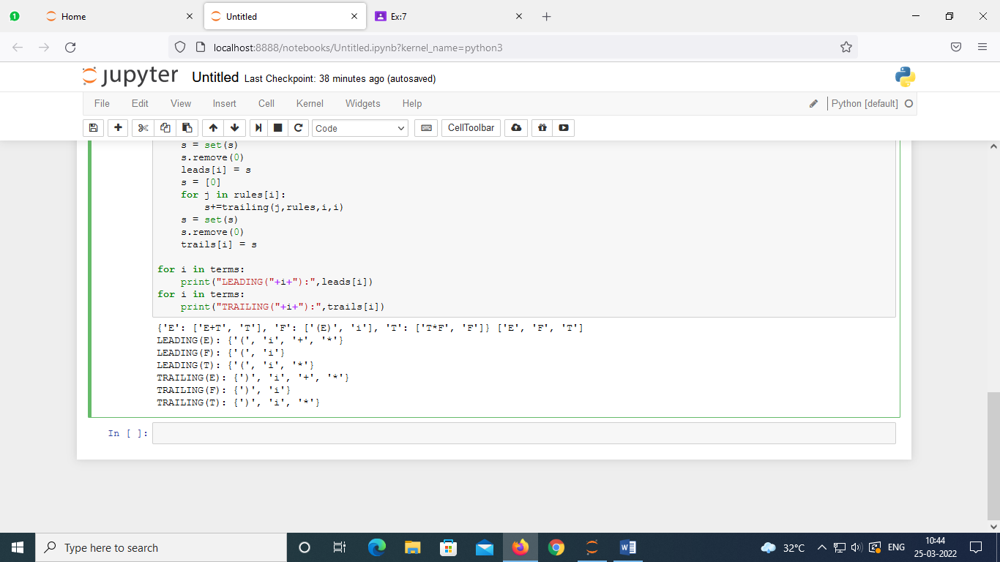 1
Home
Untitled
Ex:7
localhost:8888/notebooks/Untitled.ipynb?kernel_name=python3
jupyter Untitled Last Checkpoint: 38 minutes ago (autosaved)
File Edit View Insert Cell Kernel Widgets Help Python [default]
Code CellToolbar
s = set(s)
s.remove(0)
leads[i] = s
s = [0]
for j in rules[i]:
s+=trailing(j,rules,i,i)
s = set(s)
s.remove(0)
trails[i] = s
for i in terms:
print("LEADING("+i+"):",leads[i])
for i in terms:
print("TRAILING("+i+"):",trails[i])
{'E': ['E+T', 'T'], 'F': ['(E)', 'i'], 'T': ['T*F', 'F']} ['E', 'F', 'T']
LEADING(E): {'(', 'i', '+', '*'}
LEADING(F): {'(', 'i'}
LEADING(T): {'(', 'i', '*'}
TRAILING(E): {')', 'i', '+', '*'}
TRAILING(F): {')', 'i'}
TRAILING(T): {')', 'i', '*'}
In [ ]:
Type here to search
32°C
ENG
10:44
25-03-2022